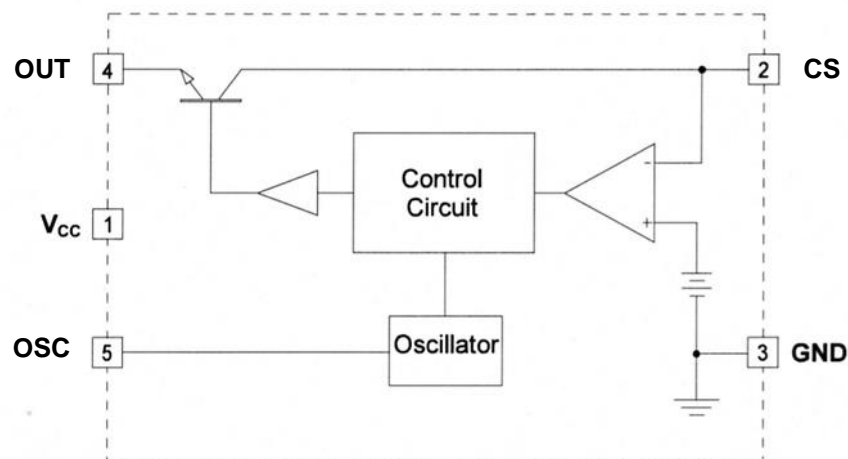 OUT 4 2 CS
Control
Circuit
-
+
VCC 1
OSC 5 Oscillator 3 GND